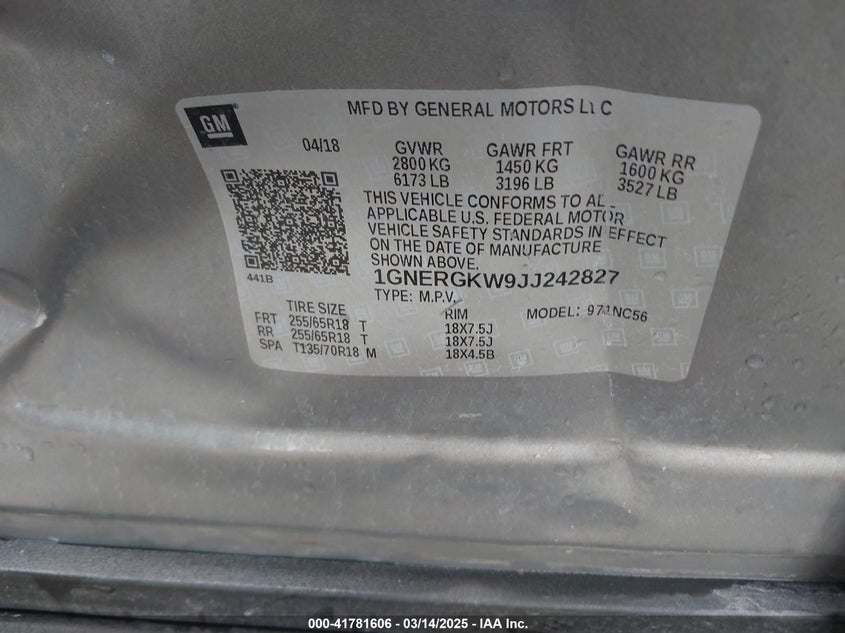 GM
MFD BY GENERAL MOTORS LLC
04/18
GVWR
2800 KG
6173 LB
GAWR FRT
1450 KG
3196 LB
GAWR RR
1600 KG
3527 LB
THIS VEHICLE CONFORMS TO ALL
APPLICABLE U.S. FEDERAL MOTOR
VEHICLE SAFETY STANDARDS IN EFFECT
ON THE DATE OF MANUFACTURE
SHOWN ABOVE.
441B
1GNERGKW9JJ242827
TYPE: M.P.V.
MODEL: 971NC56
TIRE SIZE RIM
FRT 255/65R18 T 18X7.5J
RR 255/65R18 T 18X7.5J
SPA T135/70R18 M 18X4.5B
000-41781606 - 03/14/2025 - IAA Inc.